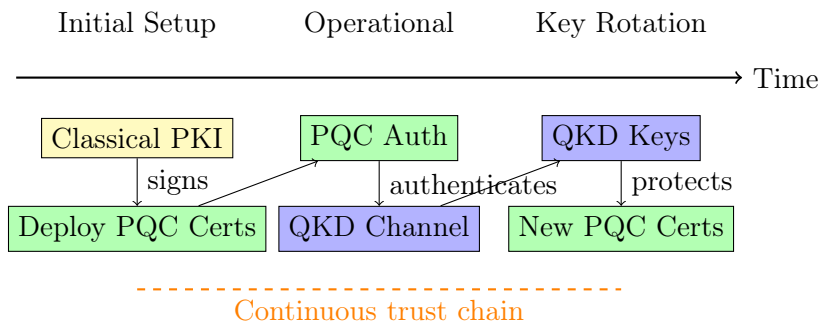 Initial Setup
Operational
Key Rotation
Time
Classical PKI
PQC Auth
QKD Keys
signs
authenticates
protects
Deploy PQC Certs
QKD Channel
New PQC Certs
Continuous trust chain